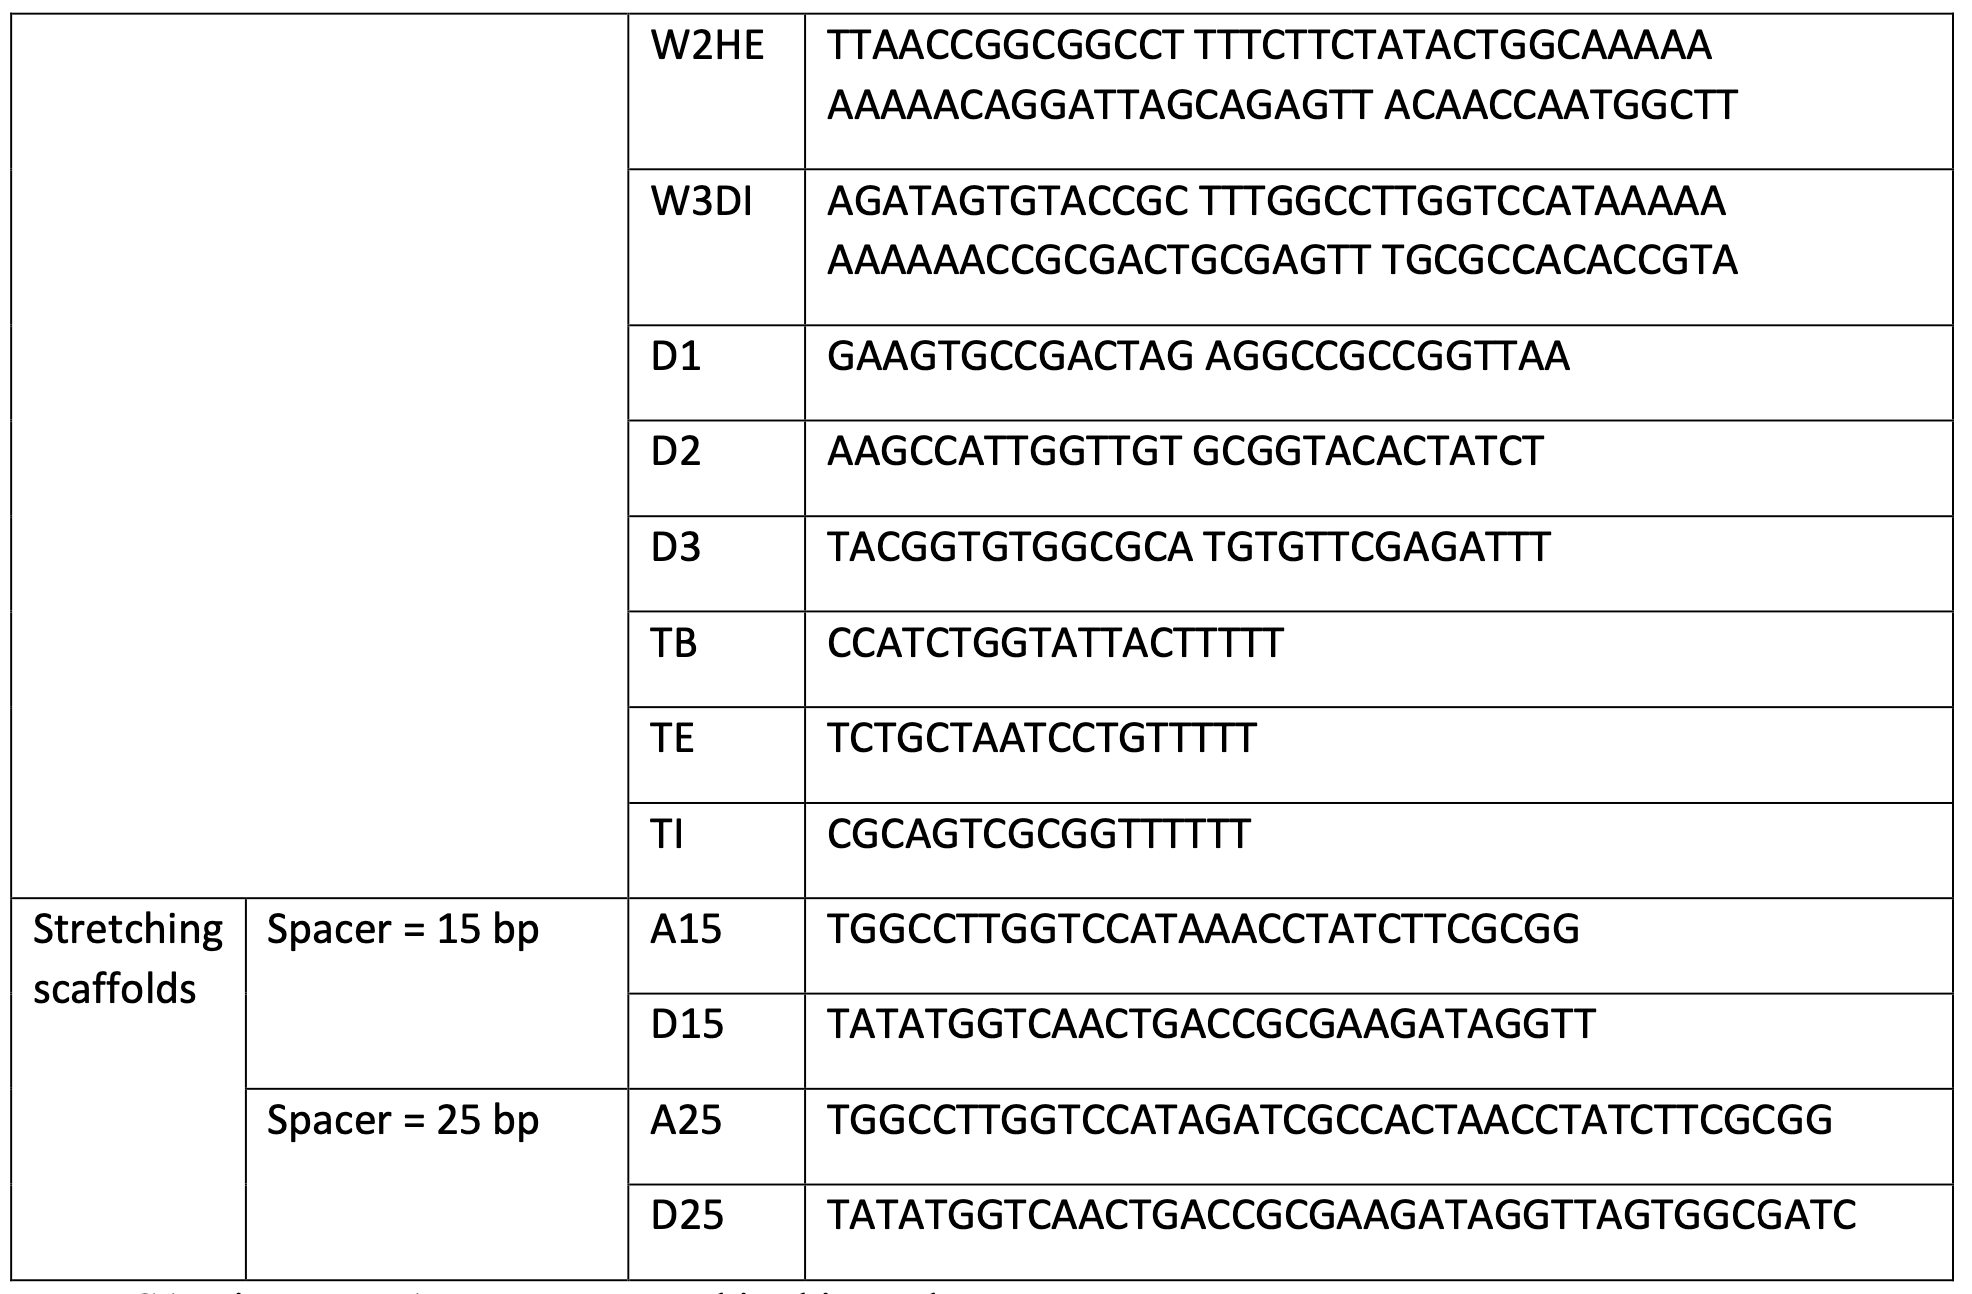 W2HE TTAACCGGCGGCCT TTTCTTCTATACTGGCAAAAA
AAAAACAGGATTAGCAGAGTT ACAACCAATGGCTT
W3DI AGATAGTGTACCGC TTTGGCCTTGGTCCATAAAAA
AAAAAACCGCGACTGCGAGTT TGCGCCACACCGTA
D1 GAAGTGCCGACTAG AGGCCGCCGGTTAA
D2 AAGCCATTGGTTGT GCGGTACACTATCT
D3 TACGGTGTGGCGCA TGTGTTCGAGATTT
TB CCATCTGGTATTACTTTTT
TE TCTGCTAATCCTGTTTTT
TI CGCAGTCGCGGTTTTTT
Stretching scaffolds Spacer = 15 bp A15 TGGCCTTGGTCCATAAACCTATCTTCGCGG
D15 TATATGGTCAACTGACCGCGAAGATAGGTT
Spacer = 25 bp A25 TGGCCTTGGTCCATAGATCGCCACTAACCTATCTTCGCGG
D25 TATATGGTCAACTGACCGCGAAGATAGGTTAGTGGCGATC